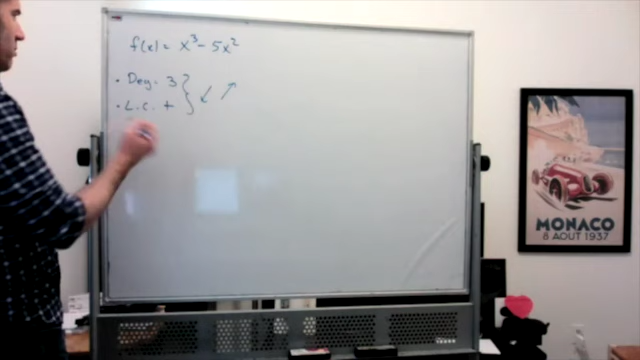 f(x) = x³ - 5x²
• Deg = 3
• L.C. +
MONACO
8 AOUT 1937